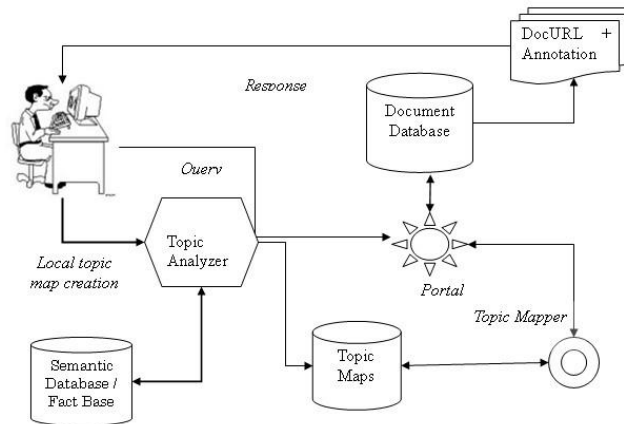 DocURL +
Annotation
Response
Document
Database
Ouerv
Topic
Analyzer
Local topic
map creation
Portal
Topic Mapper
Semantic
Database /
Fact Base
Topic
Maps